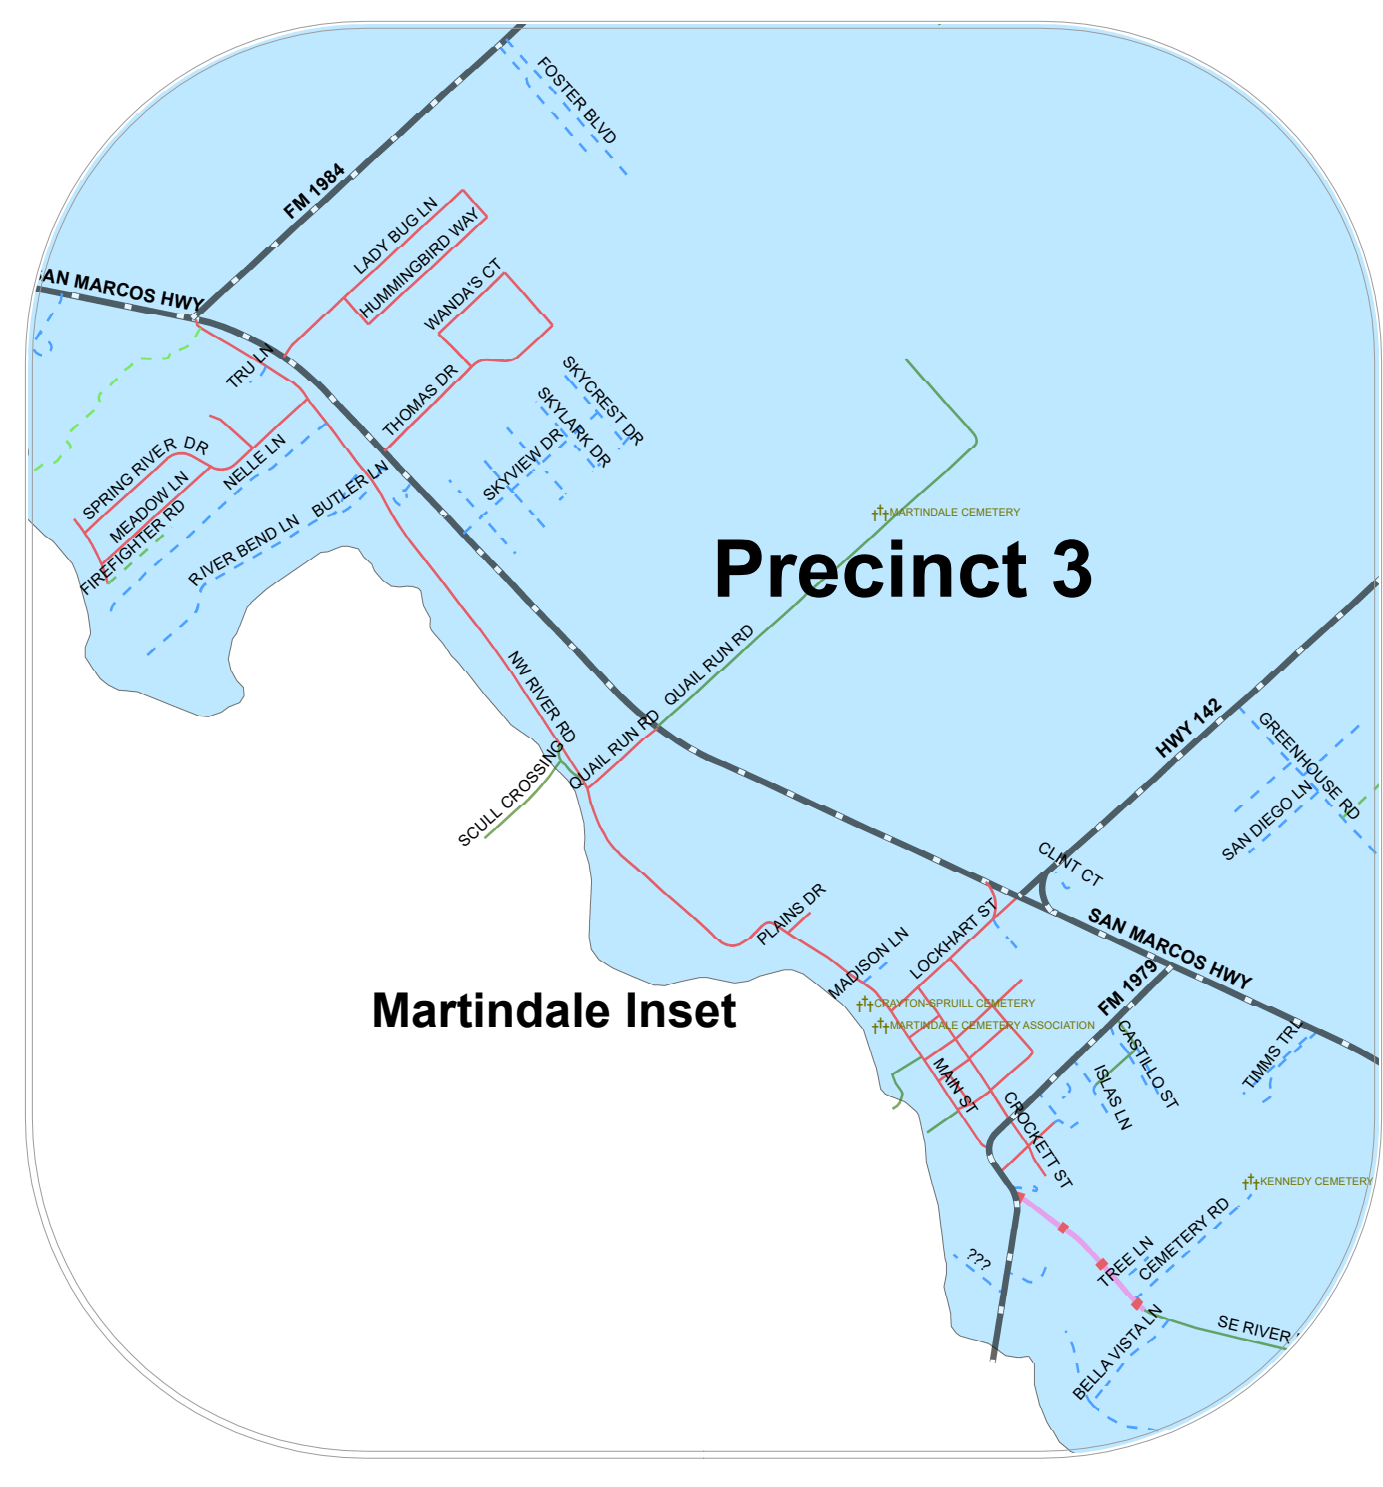 FOSTER BLVD
FM 1984
LADY BUG LN
HUMMINGBIRD WAY
SAN MARCOS HWY
WANDA'S CT
TRU LN
THOMAS DR
SKYCREST DR
SKYLARK DR
SKYVIEW DR
SPRING RIVER DR
NELLE LN
MEADOW LN
BUTLER LN
FIREFIGHTER RD
RIVER BEND LN
MARTINDALE CEMETERY
Precinct 3
QUAIL RUN RD
NW RIVER RD
QUAIL RUN RD
SCULL CROSSING
HWY 142
GREENHOUSE RD
SAN DIEGO LN
CLINT CT
PLAINS DR
LOCKHART ST
SAN MARCOS HWY
MADISON LN
FM 1979
Martindale Inset
CRAYTON-SPRUILL CEMETERY
MARTINDALE CEMETERY ASSOCIATION
CASTILLO ST
TIMMS TRL
MAIN ST
ISLAS LN
CROCKETT ST
KENNEDY CEMETERY
CEMETERY RD
TREE LN
???
SE RIVER
BELLA VISTA LN